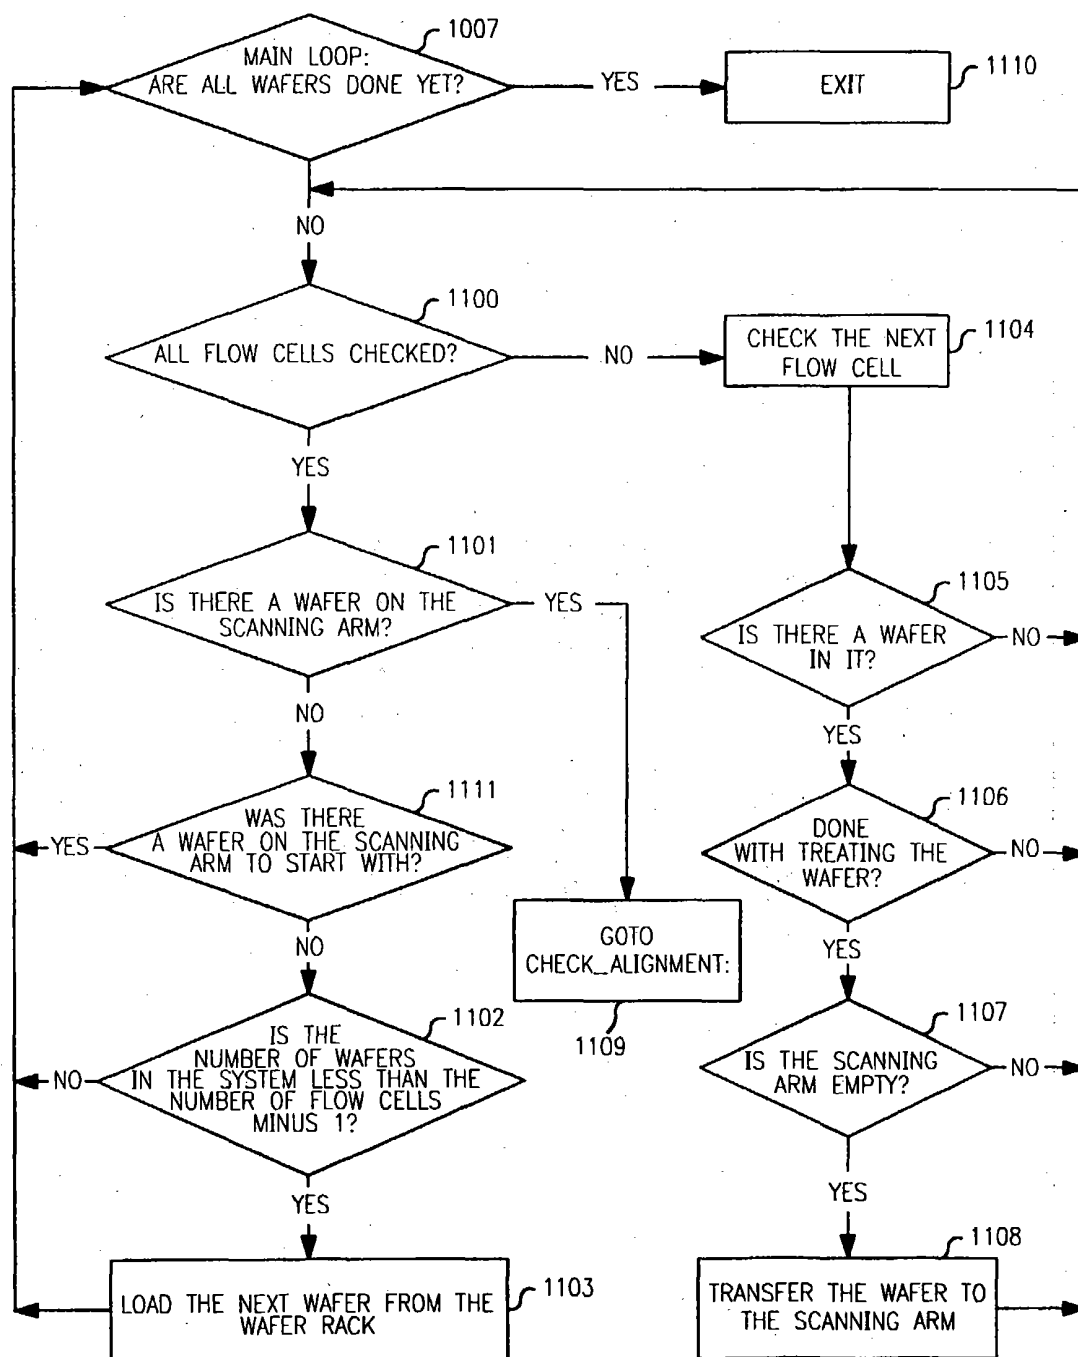 1007
MAIN LOOP:
ARE ALL WAFERS DONE YET?
YES
EXIT
1110
NO
1100
ALL FLOW CELLS CHECKED?
NO
CHECK THE NEXT
FLOW CELL
1104
YES
1101
IS THERE A WAFER ON THE
SCANNING ARM?
YES
1105
IS THERE A WAFER
IN IT?
NO
NO
YES
1111
WAS THERE
A WAFER ON THE SCANNING
ARM TO START WITH?
YES
1106
DONE
WITH TREATING THE
WAFER?
NO
GOTO
CHECK_ALIGNMENT:
1109
NO
YES
1102
IS THE
NUMBER OF WAFERS
IN THE SYSTEM LESS THAN THE
NUMBER OF FLOW CELLS
MINUS 1?
NO
1107
IS THE SCANNING
ARM EMPTY?
NO
YES
YES
1103
LOAD THE NEXT WAFER FROM THE
WAFER RACK
1108
TRANSFER THE WAFER TO
THE SCANNING ARM